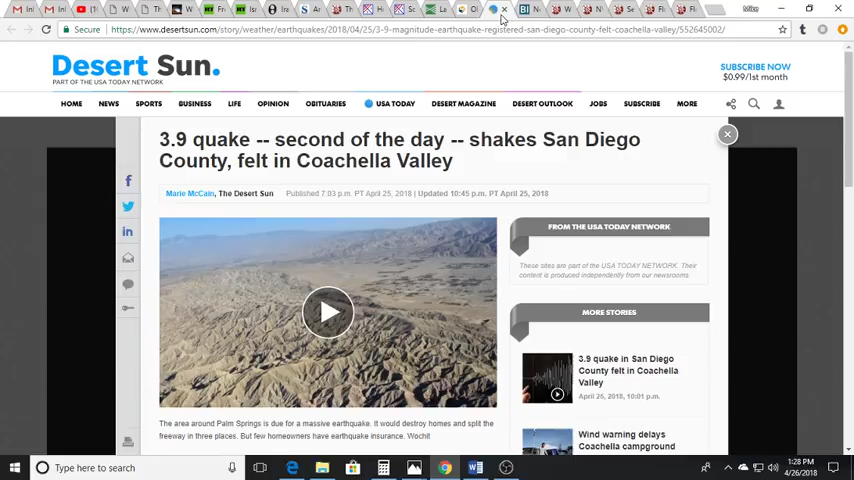 Mike
Secure
https://www.desertsun.com/story/weather/earthquakes/2018/04/25/3-9-magnitude-earthquake-registered-san-diego-county-felt-coachella-valley/552645002/
Desert Sun.
PART OF THE USA TODAY NETWORK
SUBSCRIBE NOW
$0.99/1st month
HOME NEWS SPORTS BUSINESS LIFE OPINION OBITUARIES USA TODAY DESERT MAGAZINE DESERT OUTLOOK JOBS SUBSCRIBE MORE
3.9 quake -- second of the day -- shakes San Diego
County, felt in Coachella Valley
Marie McCain, The Desert Sun Published 7:03 p.m. PT April 25, 2018 | Updated 10:45 p.m. PT April 25, 2018
The area around Palm Springs is due for a massive earthquake. It would destroy homes and split the
freeway in three places. But few homeowners have earthquake insurance. Wochit
FROM THE USA TODAY NETWORK
These sites are part of the USA TODAY NETWORK. Their
content is produced independently from our newsrooms.
MORE STORIES
3.9 quake in San Diego
County felt in Coachella
Valley
April 25, 2018, 10:01 p.m.
Wind warning delays
Coachella campground
Type here to search
1:28 PM
4/26/2018